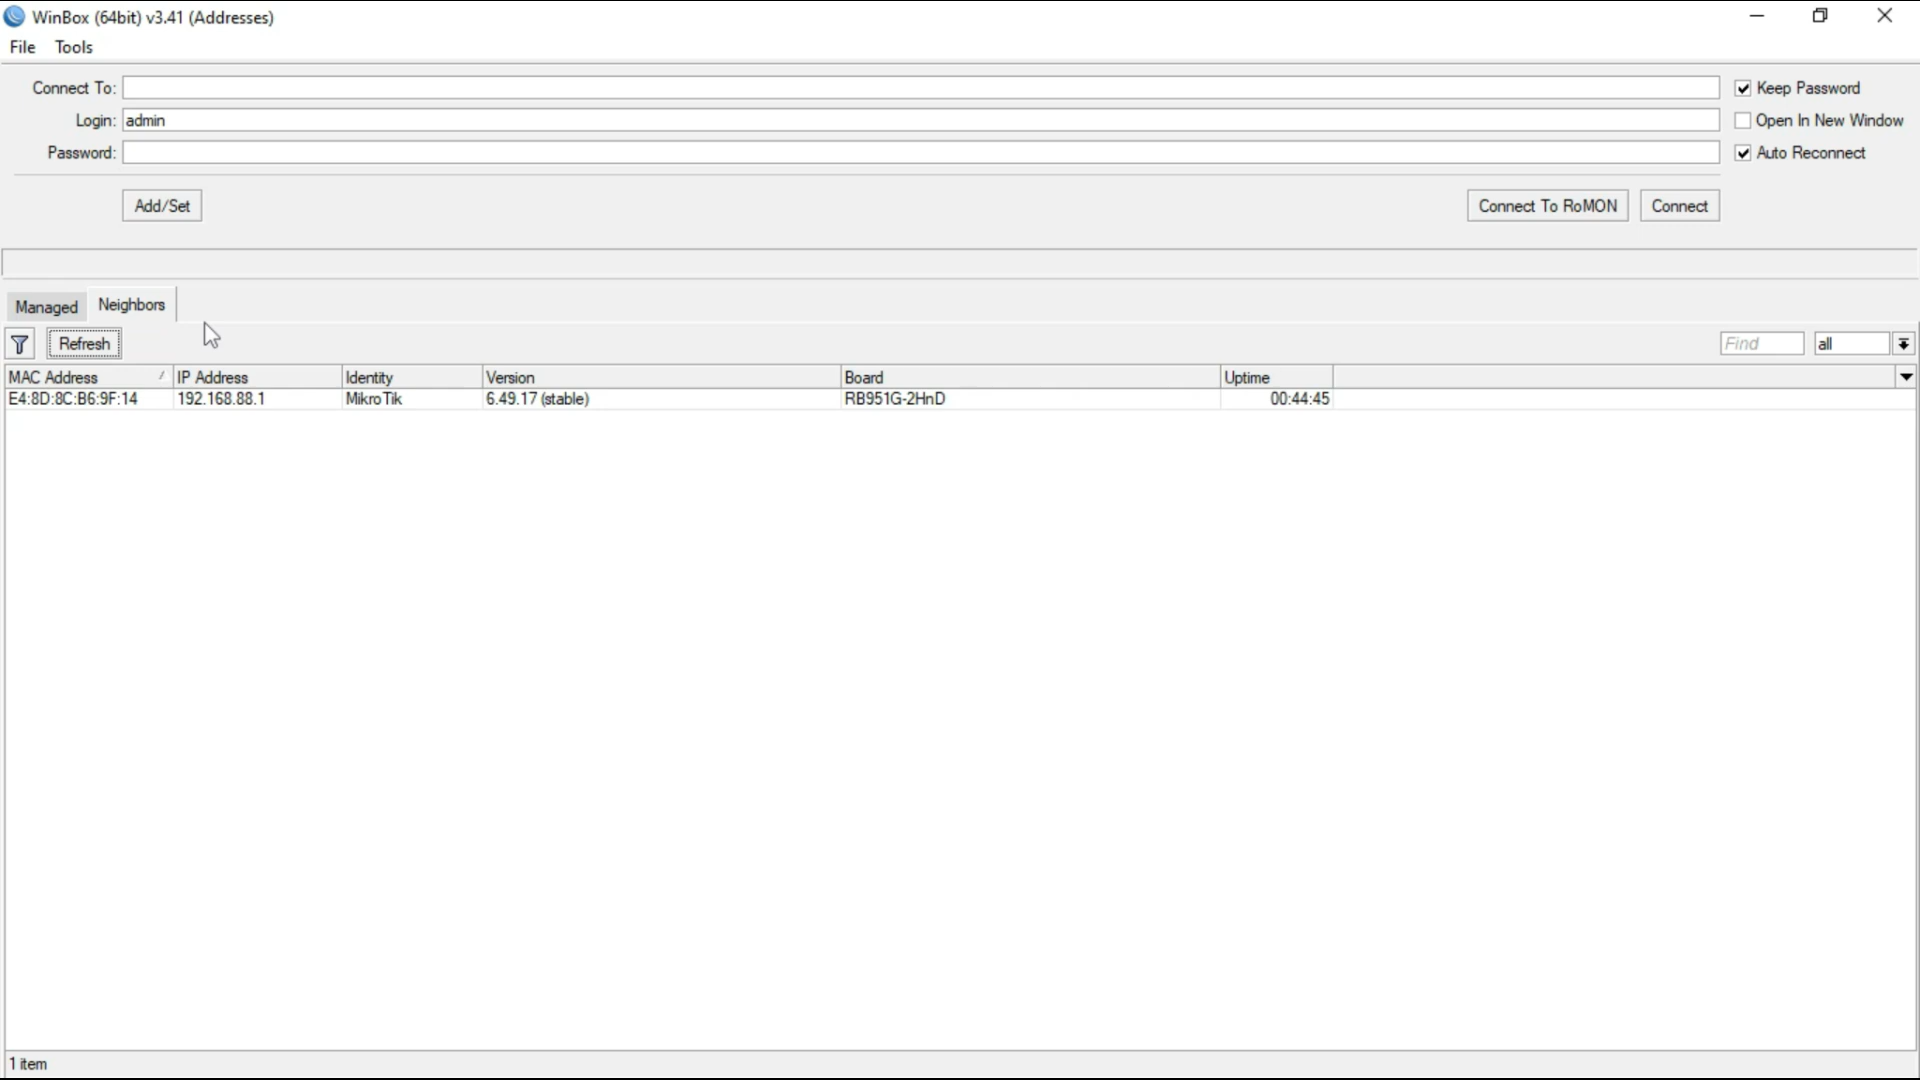 WinBox (64bit) v3.41 (Addresses)
File Tools
Connect To: Keep Password
Login: admin Open In New Window
Password: Auto Reconnect
Add/Set Connect To RoMON Connect
Managed Neighbors
Refresh Find all
MAC Address IP Address Identity Version Board Uptime
E4:8D:8C:B6:9F:14 192.168.88.1 MikroTik 6.49.17 (stable) RB951G-2HnD 00:44:45
1 item